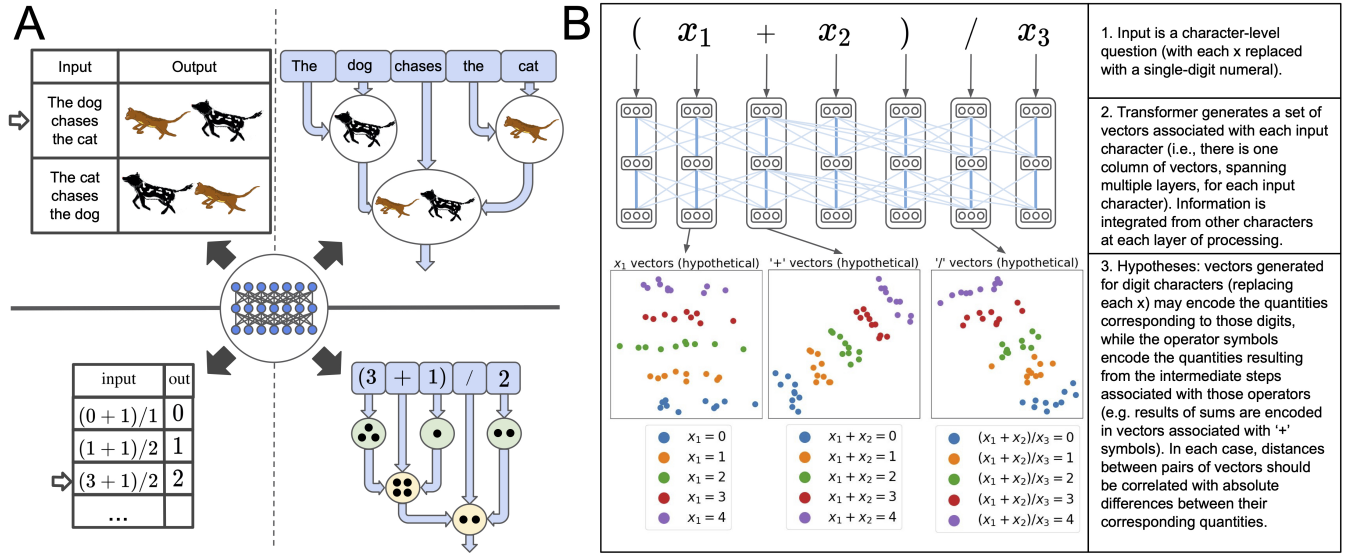 A
Input Output
The dog
chases
the cat
The cat
chases
the dog
The dog chases the cat
input out
(0 + 1)/1 0
(1 + 1)/2 1
(3 + 1)/2 2
...
(3 + 1) / 2
B
( x₁ + x₂ ) / x₃
x₁ vectors (hypothetical) '+' vectors (hypothetical) '/' vectors (hypothetical)
x₁ = 0
x₁ = 1
x₁ = 2
x₁ = 3
x₁ = 4
x₁ + x₂ = 0
x₁ + x₂ = 1
x₁ + x₂ = 2
x₁ + x₂ = 3
x₁ + x₂ = 4
(x₁ + x₂)/x₃ = 0
(x₁ + x₂)/x₃ = 1
(x₁ + x₂)/x₃ = 2
(x₁ + x₂)/x₃ = 3
(x₁ + x₂)/x₃ = 4
1. Input is a character-level
question (with each x replaced
with a single-digit numeral).
2. Transformer generates a set of
vectors associated with each input
character (i.e., there is one
column of vectors, spanning
multiple layers, for each input
character). Information is
integrated from other characters
at each layer of processing.
3. Hypotheses: vectors generated
for digit characters (replacing
each x) may encode the quantities
corresponding to those digits,
while the operator symbols
encode the quantities resulting
from the intermediate steps
associated with those operators
(e.g. results of sums are encoded
in vectors associated with ‘+’
symbols). In each case, distances
between pairs of vectors should
be correlated with absolute
differences between their
corresponding quantities.